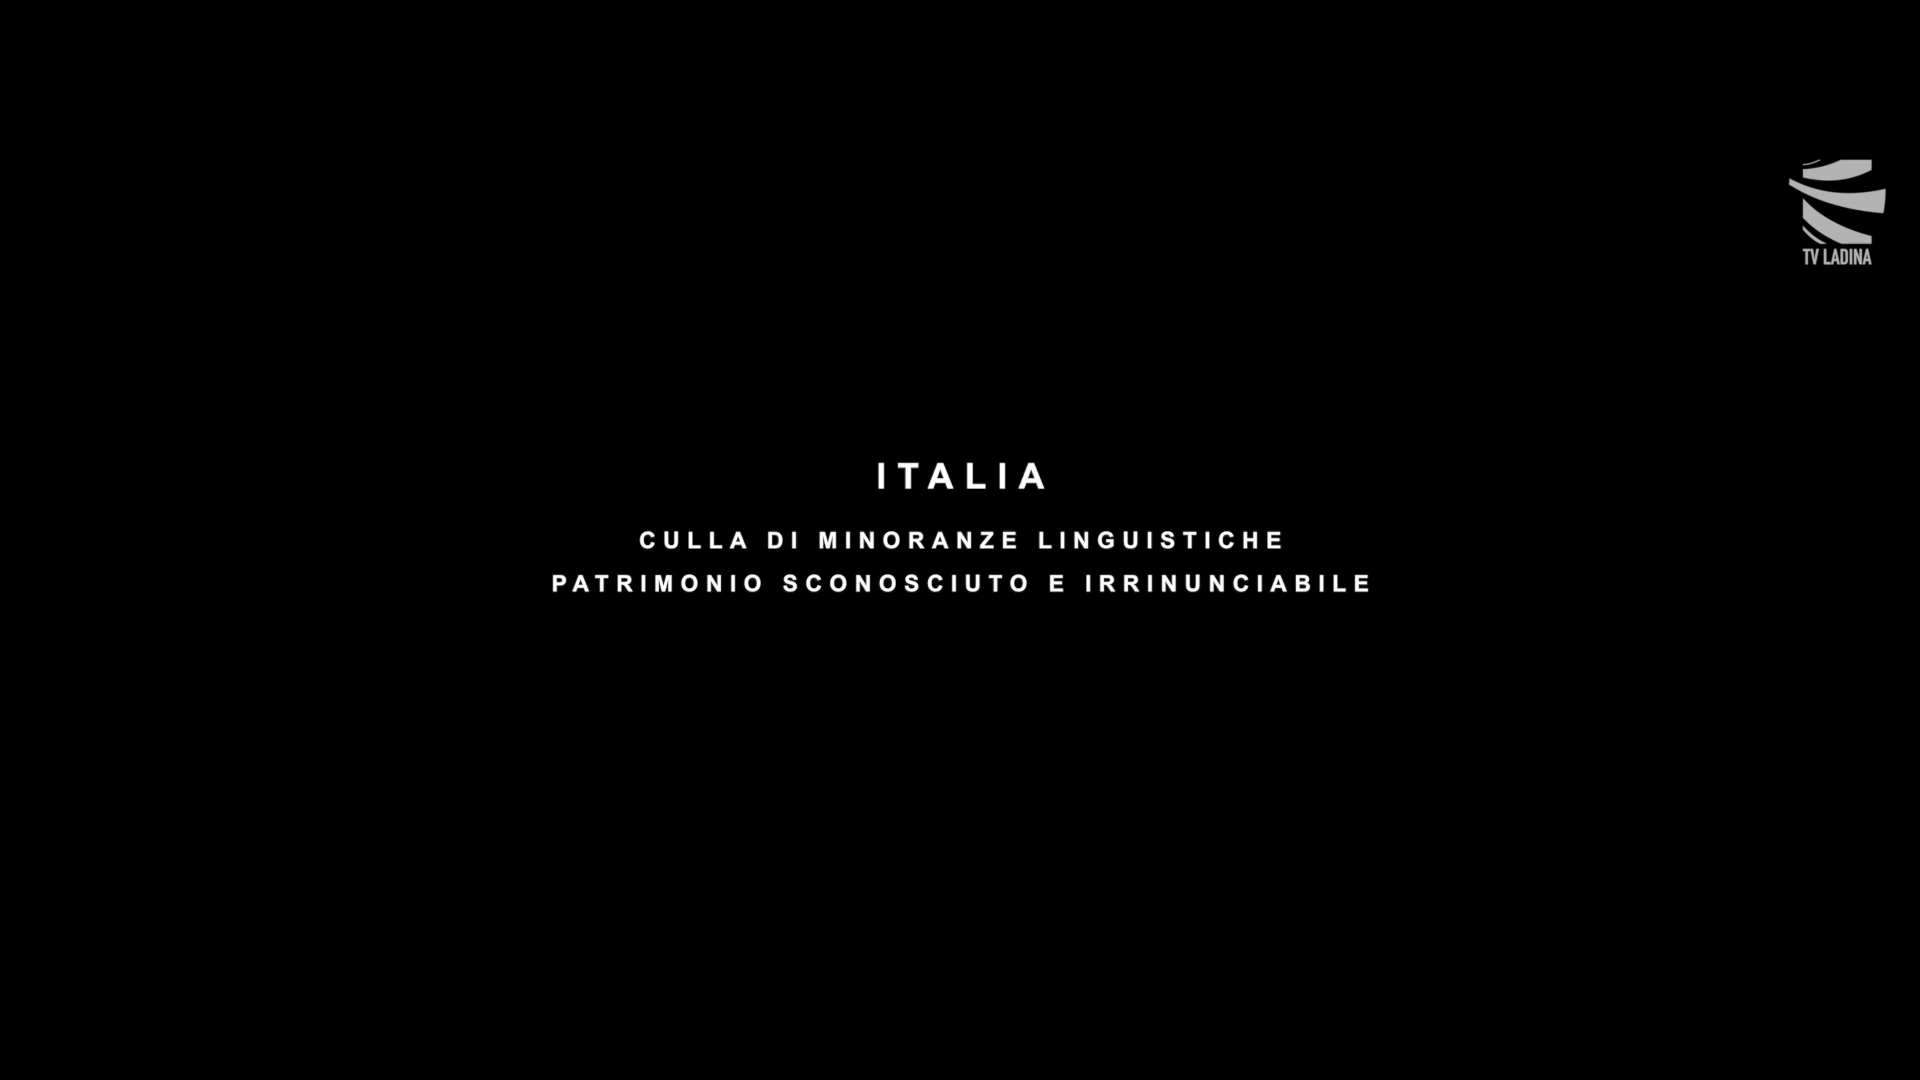 TV LADINA
ITALIA
CULLA DI MINORANZE LINGUISTICHE
PATRIMONIO SCONOSCIUTO E IRRINUNCIABILE